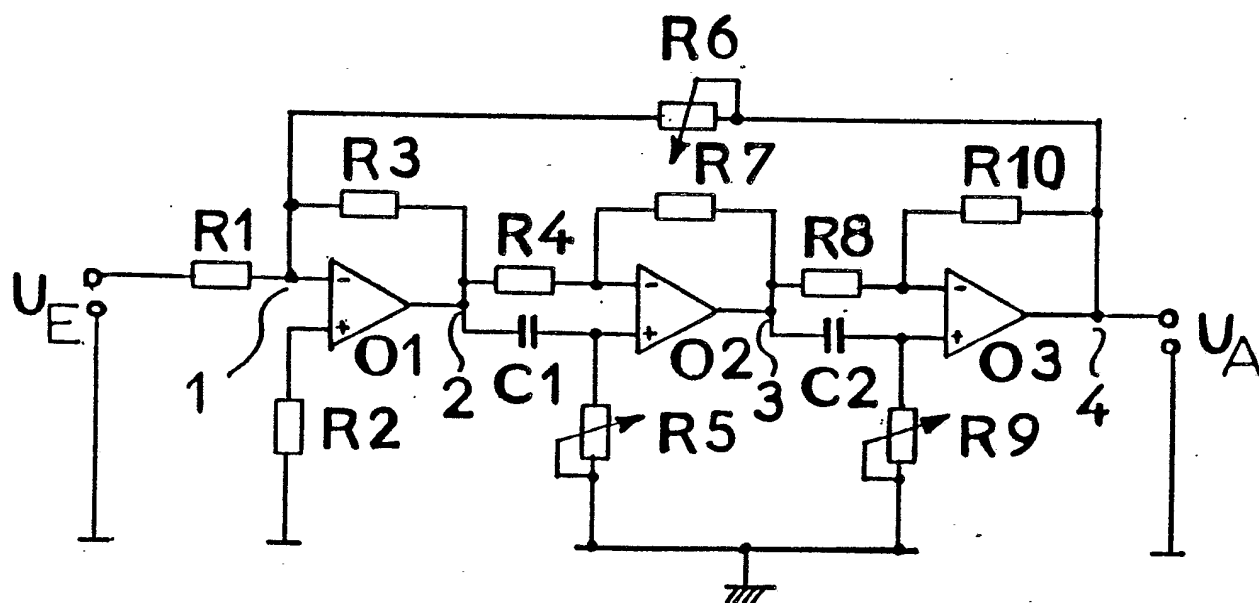 R6
R3
R7
R10
R1
R4
R8
UE
-
+
O1
-
+
O2
-
+
O3
UA
1
2
C1
3
C2
4
R2
R5
R9